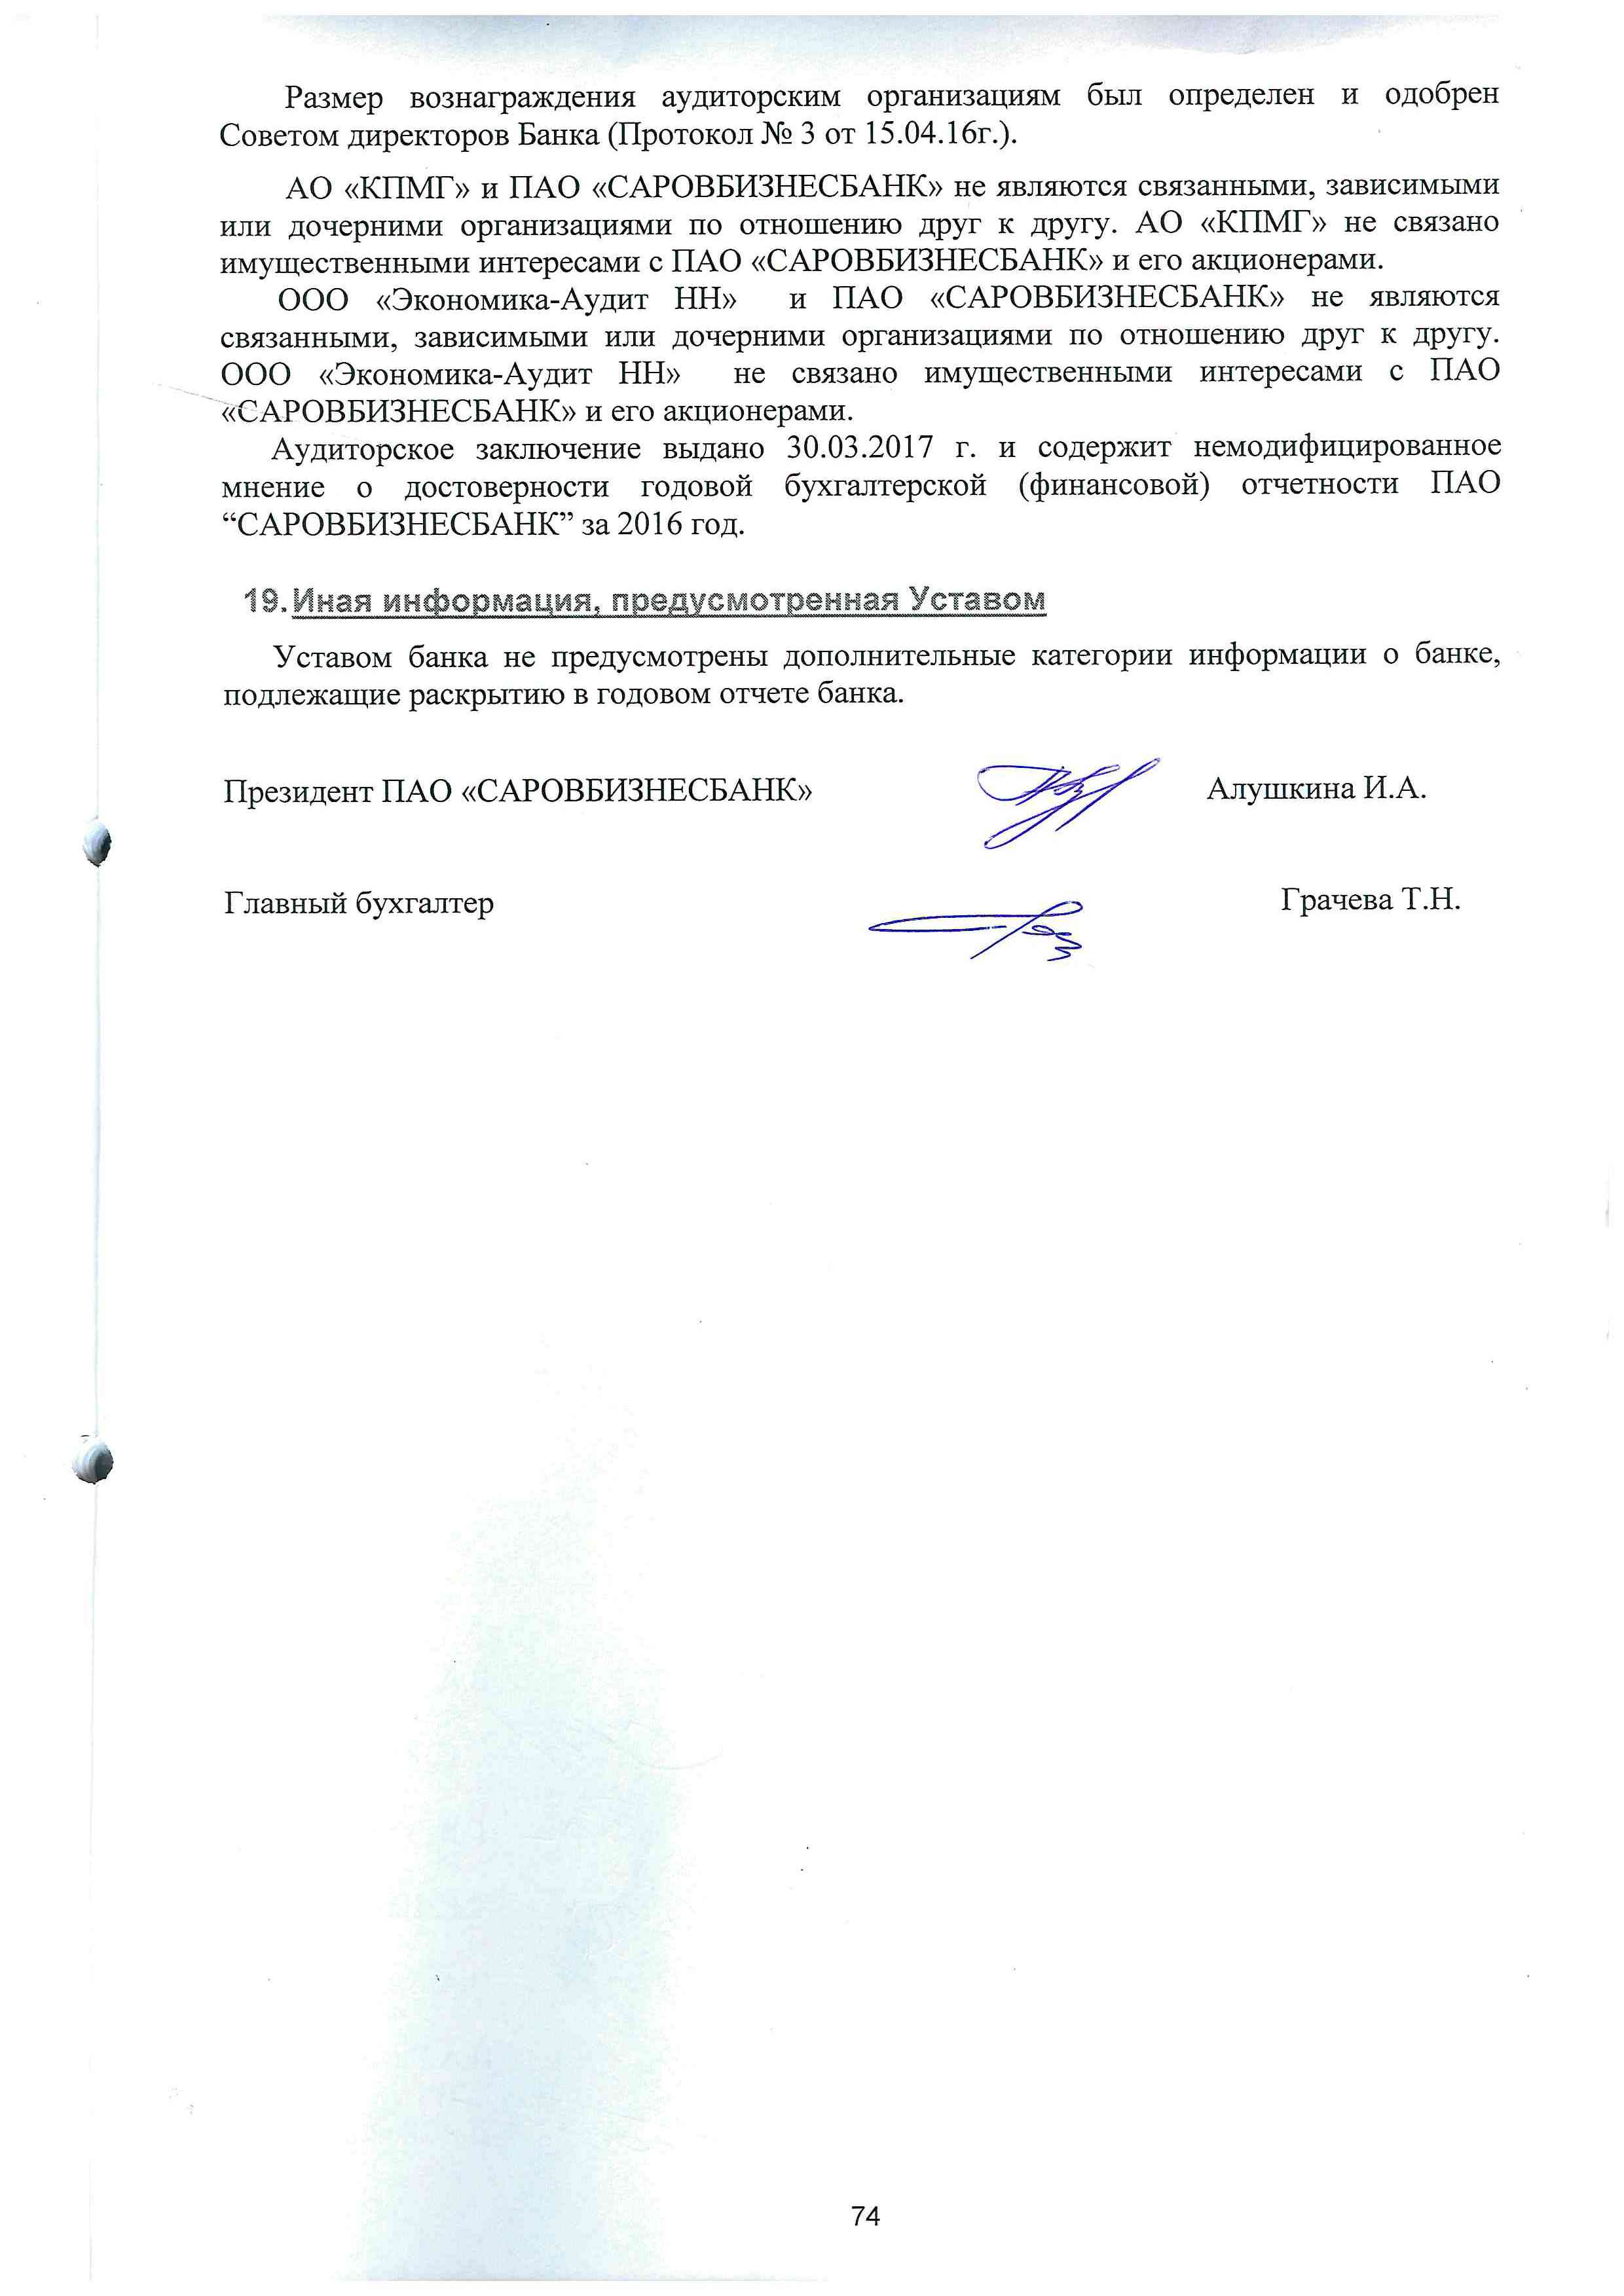 Размер вознаграждения аудиторским организациям был определен и одобрен
Советом директоров Банка (Протокол № 3 от 15.04.16г.).
АО «КПМГ» и ПАО «САРОВБИЗНЕСБАНК» не являются связанными, зависимыми
или дочерними организациями по отношению друг к другу. АО «КПМГ» не связано
имущественными интересами с ПАО «САРОВБИЗНЕСБАНК» и его акционерами.
ООО «Экономика-Аудит НН» и ПАО «САРОВБИЗНЕСБАНК» не являются
связанными, зависимыми или дочерними организациями по отношению друг к другу.
ООО «Экономика-Аудит НН» не связано имущественными интересами с ПАО
«САРОВБИЗНЕСБАНК» и его акционерами.
Аудиторское заключение выдано 30.03.2017 г. и содержит немодифицированное
мнение о достоверности годовой бухгалтерской (финансовой) отчетности ПАО
“САРОВБИЗНЕСБАНК” за 2016 год.
19. Иная информация, предусмотренная Уставом
Уставом банка не предусмотрены дополнительные категории информации о банке,
подлежащие раскрытию в годовом отчете банка.
Президент ПАО «САРОВБИЗНЕСБАНК» Алушкина И.А.
Главный бухгалтер Грачева Т.Н.
74